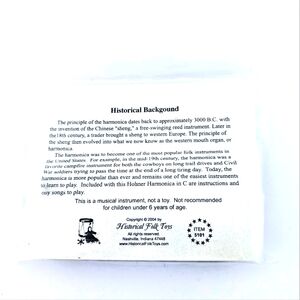 Historical Backgound
The principle of the harmonica dates back to approximately 3000 B.C. with
the invention of the Chinese "sheng," a free-swinging reed instrument. Later in
the 18th century, a trader brought a sheng to western Europe. The principle of
the sheng then evolved into what we now know as the western mouth organ, or
harmonica.
The harmonica was to become one of the most popular folk instruments in
the United States. For example, in the mid-19th century, the harmonica was a
favorite campfire instrument for both the cowboys on long trail drives and Civil
War soldiers trying to pass the time at the end of a long tiring day. Today, the
harmonica is more popular than ever and remains one of the easiest instruments
to learn to play. Included with this Hohner Harmonica in C are instructions and
easy songs to play.
This is a musical instrument, not a toy. Not recommended
for children under 6 years of age.
Copyright © 2004 by
Historical Folk Toys
All rights reserved
Nashville, Indiana 47448
www.HistoricalFolkToys.com
ITEM
5101